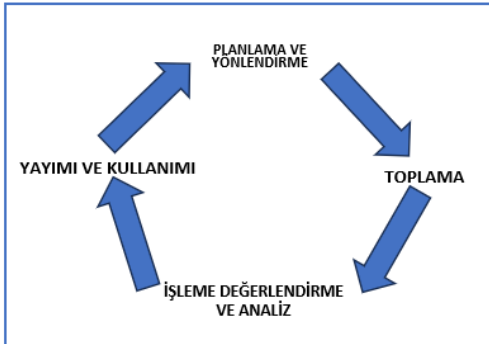 PLANLAMA VE
YÖNLENDİRME
TOPLAMA
İŞLEME DEĞERLENDİRME
VE ANALİZ
YAYIMI VE KULLANIMI